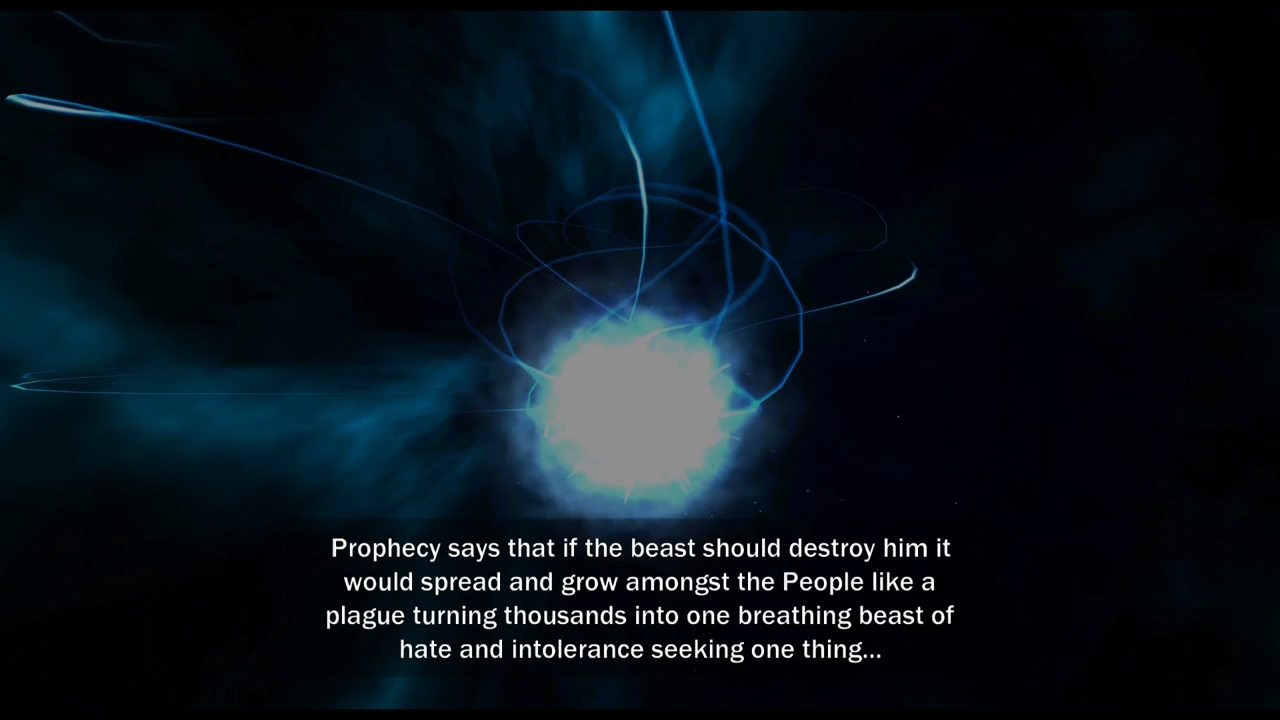 Prophecy says that if the beast should destroy him it
would spread and grow amongst the People like a
plague turning thousands into one breathing beast of
hate and intolerance seeking one thing...